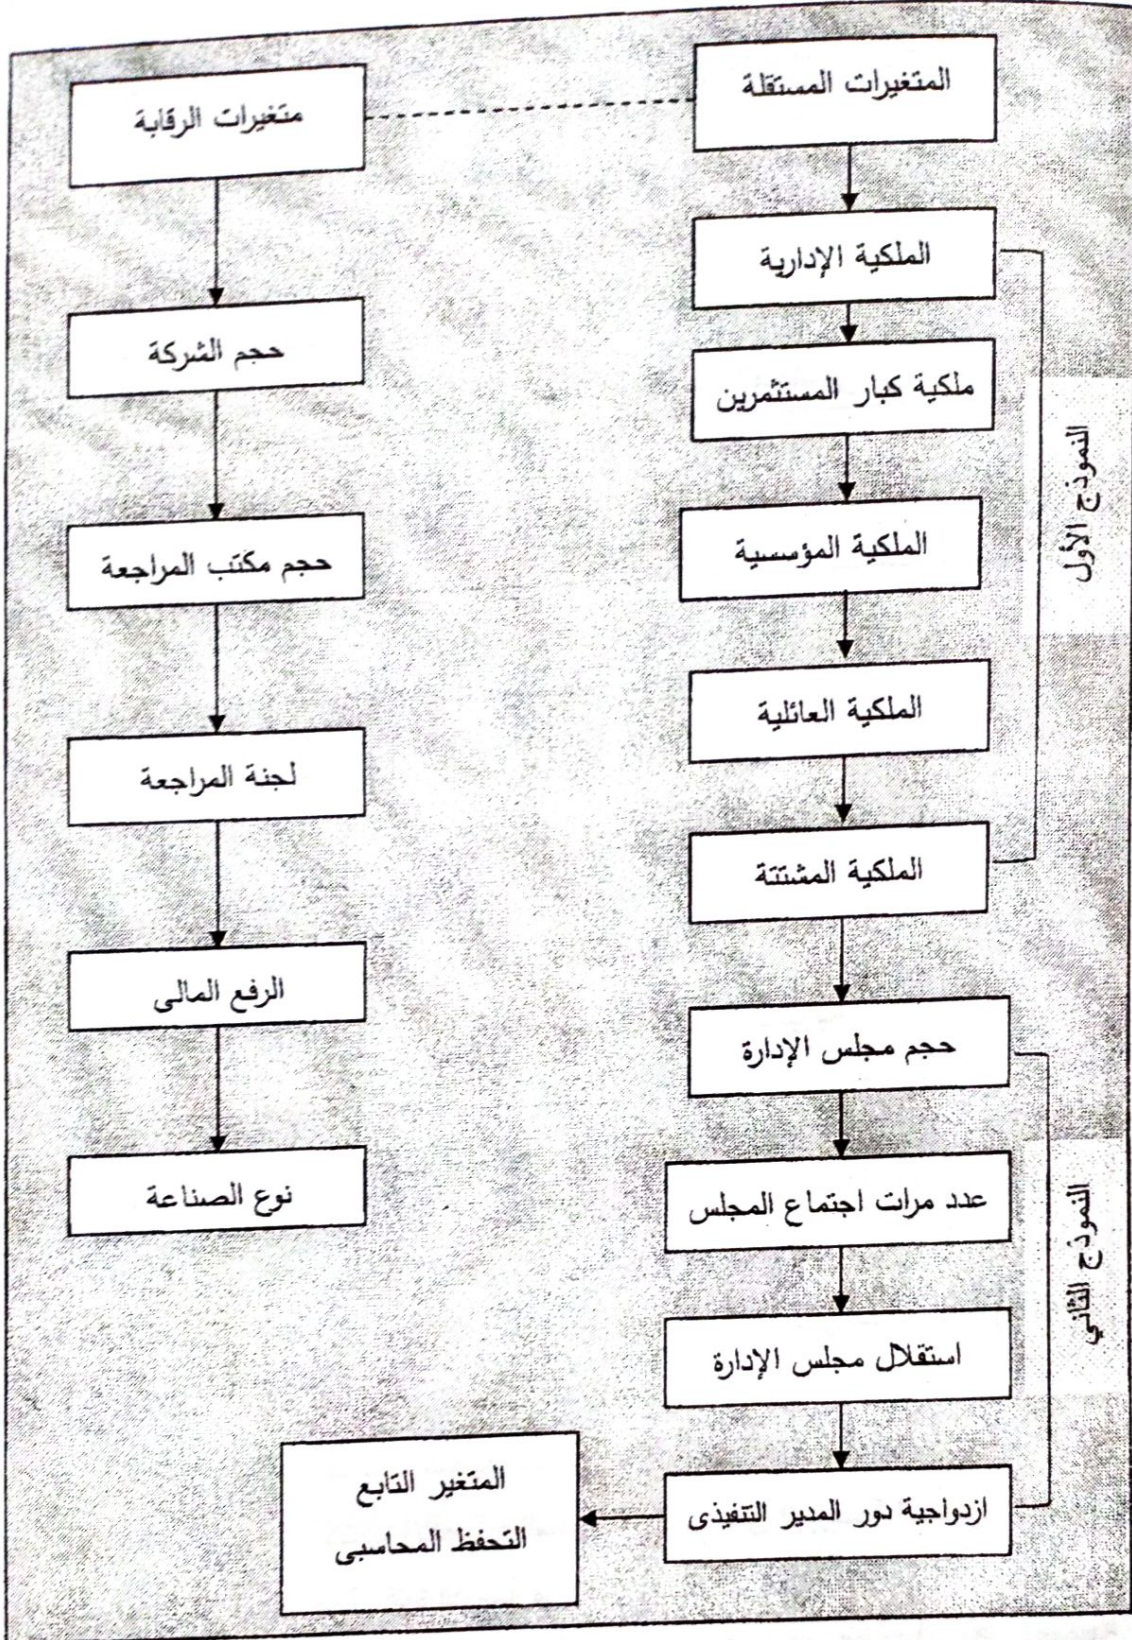 المتغيرات المستقلة
متغيرات الرقابة
الملكية الإدارية
ملكية كبار المستثمرين
الملكية المؤسسية
الملكية العائلية
الملكية المشتتة
النموذج الأول
حجم مجلس الإدارة
عدد مرات اجتماع المجلس
استقلال مجلس الإدارة
ازدواجية دور المدير التنفيذى
النموذج الثاني
حجم الشركة
حجم مكتب المراجعة
لجنة المراجعة
الرفع المالى
نوع الصناعة
المتغير التابع
التحفظ المحاسبى